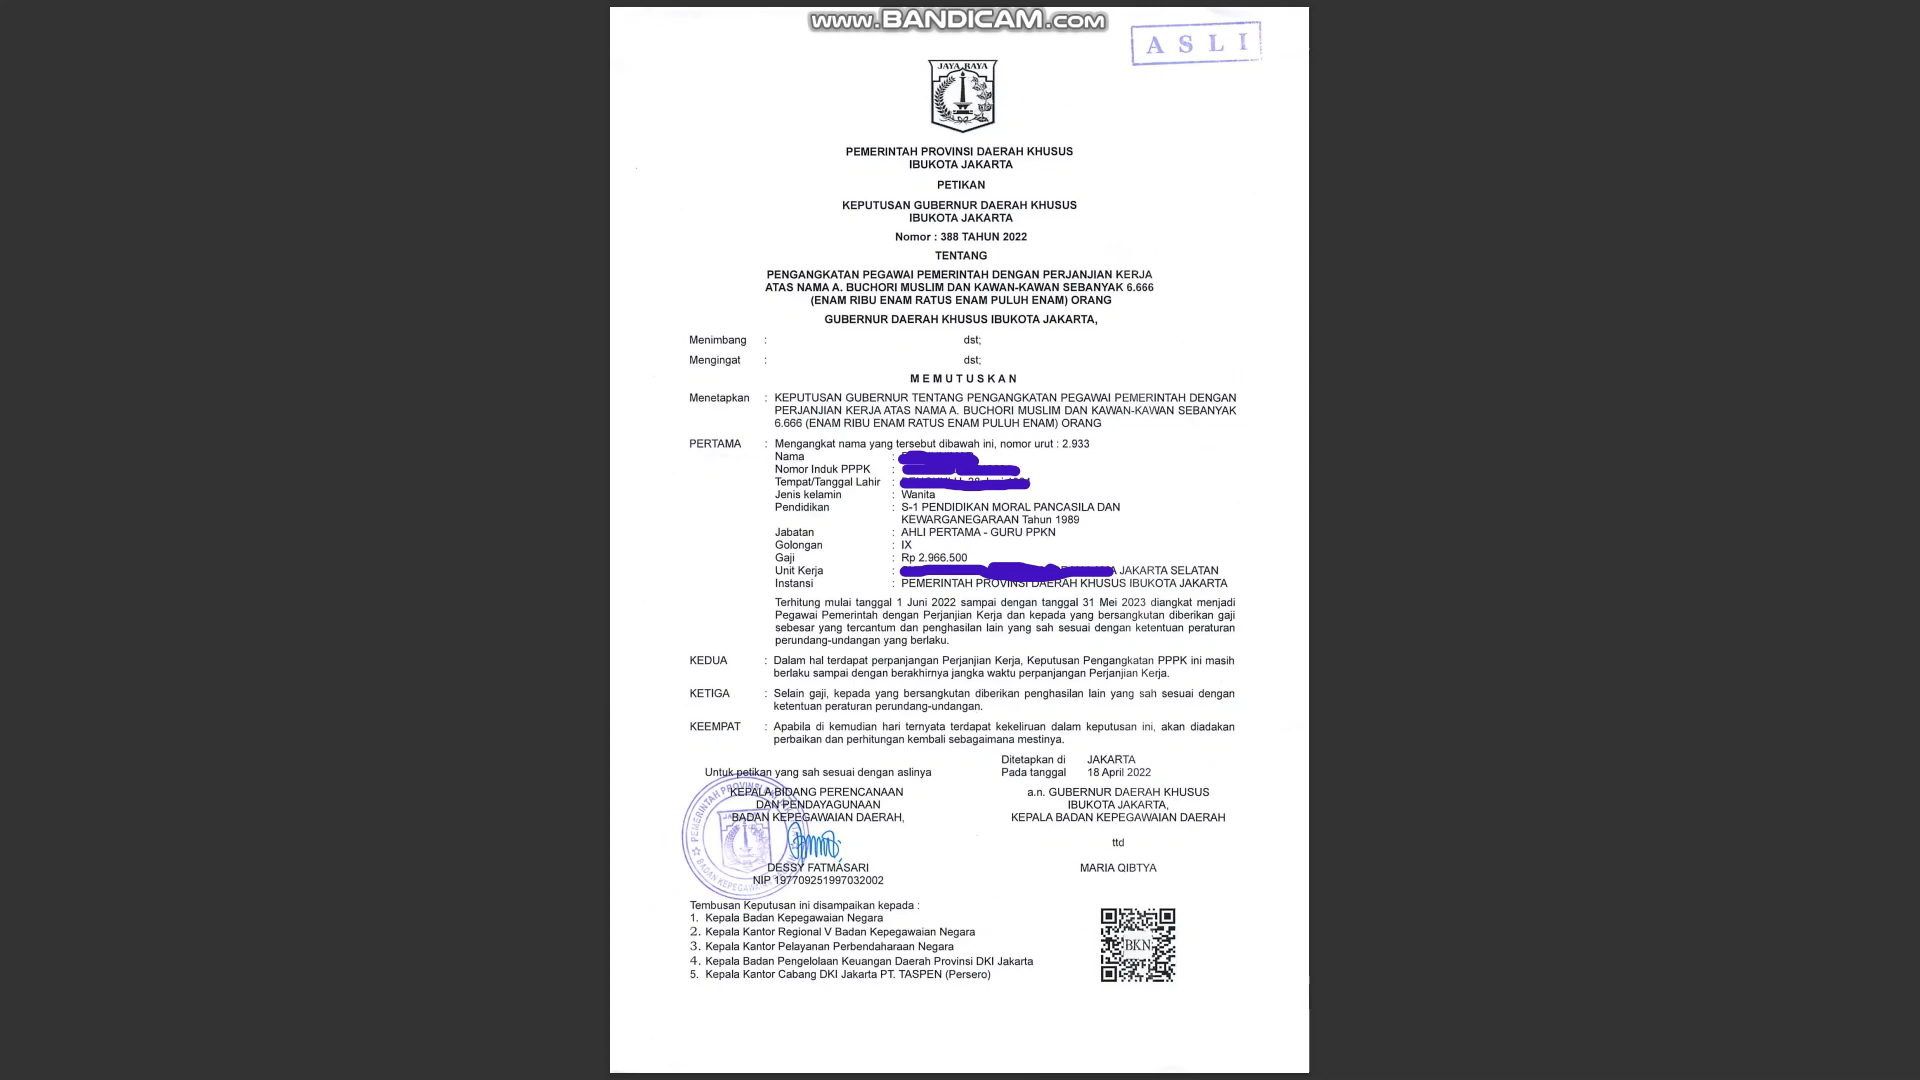 www.BANDICAM.com
A S L I
JAYA RAYA
PEMERINTAH PROVINSI DAERAH KHUSUS
IBUKOTA JAKARTA
PETIKAN
KEPUTUSAN GUBERNUR DAERAH KHUSUS
IBUKOTA JAKARTA
Nomor : 388 TAHUN 2022
TENTANG
PENGANGKATAN PEGAWAI PEMERINTAH DENGAN PERJANJIAN KERJA
ATAS NAMA A. BUCHORI MUSLIM DAN KAWAN-KAWAN SEBANYAK 6.666
(ENAM RIBU ENAM RATUS ENAM PULUH ENAM) ORANG
GUBERNUR DAERAH KHUSUS IBUKOTA JAKARTA,
Menimbang : dst;
Mengingat : dst;
M E M U T U S K A N
Menetapkan : KEPUTUSAN GUBERNUR TENTANG PENGANGKATAN PEGAWAI PEMERINTAH DENGAN
PERJANJIAN KERJA ATAS NAMA A. BUCHORI MUSLIM DAN KAWAN-KAWAN SEBANYAK
6.666 (ENAM RIBU ENAM RATUS ENAM PULUH ENAM) ORANG
PERTAMA : Mengangkat nama yang tersebut dibawah ini, nomor urut : 2.933
Nama :
Nomor Induk PPPK :
Tempat/Tanggal Lahir :
Jenis kelamin : Wanita
Pendidikan : S-1 PENDIDIKAN MORAL PANCASILA DAN
KEWARGANEGARAAN Tahun 1989
Jabatan : AHLI PERTAMA - GURU PPKN
Golongan : IX
Gaji : Rp 2.966.500
Unit Kerja : JAKARTA SELATAN
Instansi : PEMERINTAH PROVINSI DAERAH KHUSUS IBUKOTA JAKARTA
Terhitung mulai tanggal 1 Juni 2022 sampai dengan tanggal 31 Mei 2023 diangkat menjadi
Pegawai Pemerintah dengan Perjanjian Kerja dan kepada yang bersangkutan diberikan gaji
sebesar yang tercantum dan penghasilan lain yang sah sesuai dengan ketentuan peraturan
perundang-undangan yang berlaku.
KEDUA : Dalam hal terdapat perpanjangan Perjanjian Kerja, Keputusan Pengangkatan PPPK ini masih
berlaku sampai dengan berakhirnya jangka waktu perpanjangan Perjanjian Kerja.
KETIGA : Selain gaji, kepada yang bersangkutan diberikan penghasilan lain yang sah sesuai dengan
ketentuan peraturan perundang-undangan.
KEEMPAT : Apabila di kemudian hari ternyata terdapat kekeliruan dalam keputusan ini, akan diadakan
perbaikan dan perhitungan kembali sebagaimana mestinya.
Ditetapkan di JAKARTA
Pada tanggal 18 April 2022
a.n. GUBERNUR DAERAH KHUSUS
IBUKOTA JAKARTA,
KEPALA BADAN KEPEGAWAIAN DAERAH
ttd
MARIA QIBTYA
Untuk petikan yang sah sesuai dengan aslinya
KEPALA BIDANG PERENCANAAN
DAN PENDAYAGUNAAN
BADAN KEPEGAWAIAN DAERAH,
DESSY FATMASARI
NIP 197709251997032002
Tembusan Keputusan ini disampaikan kepada :
1. Kepala Badan Kepegawaian Negara
2. Kepala Kantor Regional V Badan Kepegawaian Negara
3. Kepala Kantor Pelayanan Perbendaharaan Negara
4. Kepala Badan Pengelolaan Keuangan Daerah Provinsi DKI Jakarta
5. Kepala Kantor Cabang DKI Jakarta PT. TASPEN (Persero)
BKN